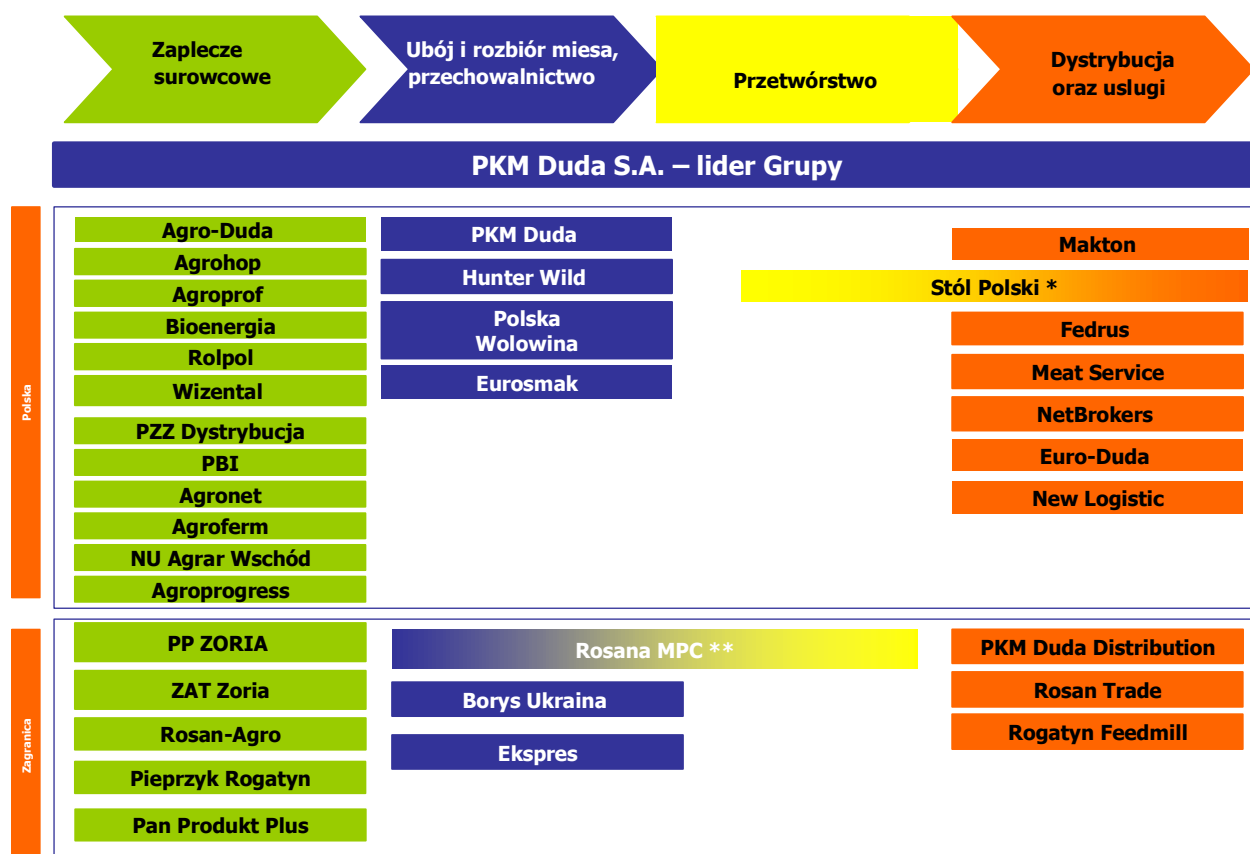 Zaplecze
surowcowe
Ubój i rozbiór miesa,
przechowalnictwo
Przetwórstwo
Dystrybucja
oraz uslugi
PKM Duda S.A. – lider Grupy
Polska
Agro-Duda
Agrohop
Agroprof
Bioenergia
Rolpol
Wizental
PZZ Dystrybucja
PBI
Agronet
Agroferm
NU Agrar Wschód
Agroprogress
PKM Duda
Hunter Wild
Polska
Wolowina
Eurosmak
Makton
Stól Polski *
Fedrus
Meat Service
NetBrokers
Euro-Duda
New Logistic
Zagranica
PP ZORIA
ZAT Zoria
Rosan-Agro
Pieprzyk Rogatyn
Pan Produkt Plus
Rosana MPC **
Borys Ukraina
Ekspres
PKM Duda Distribution
Rosan Trade
Rogatyn Feedmill